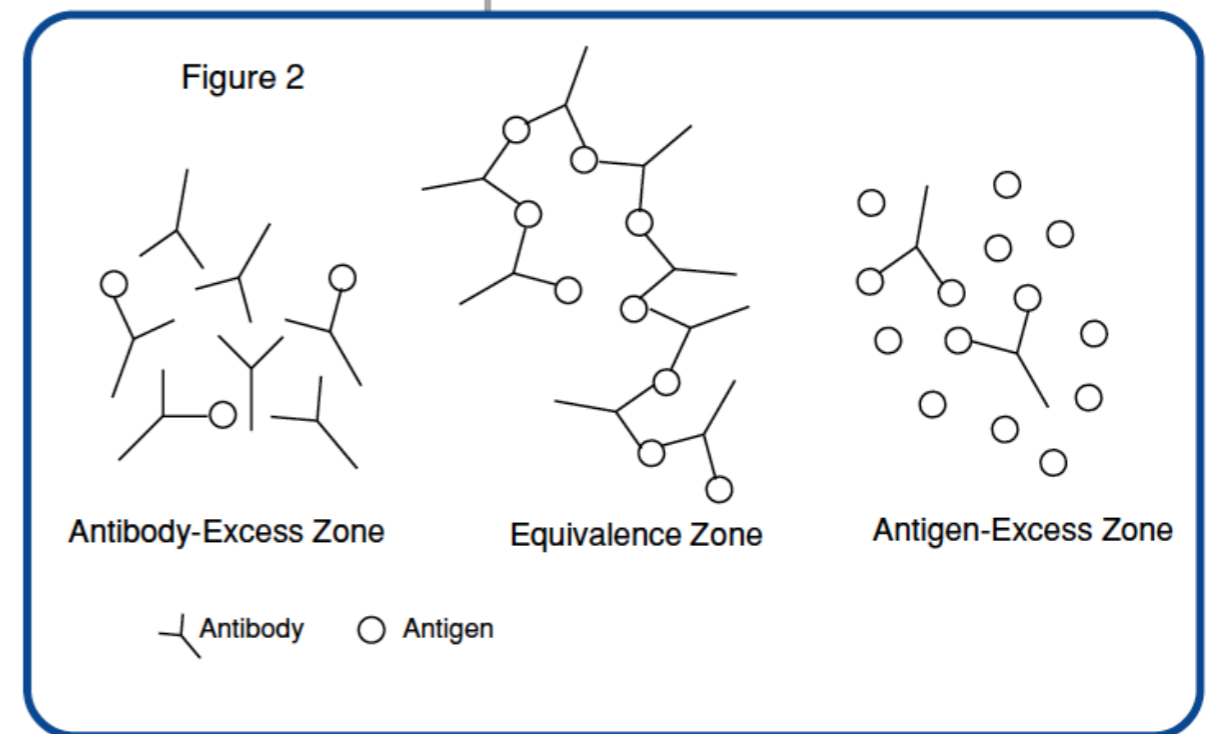 Figure 2
Antibody-Excess Zone
Equivalence Zone
Antigen-Excess Zone
Antibody
Antigen